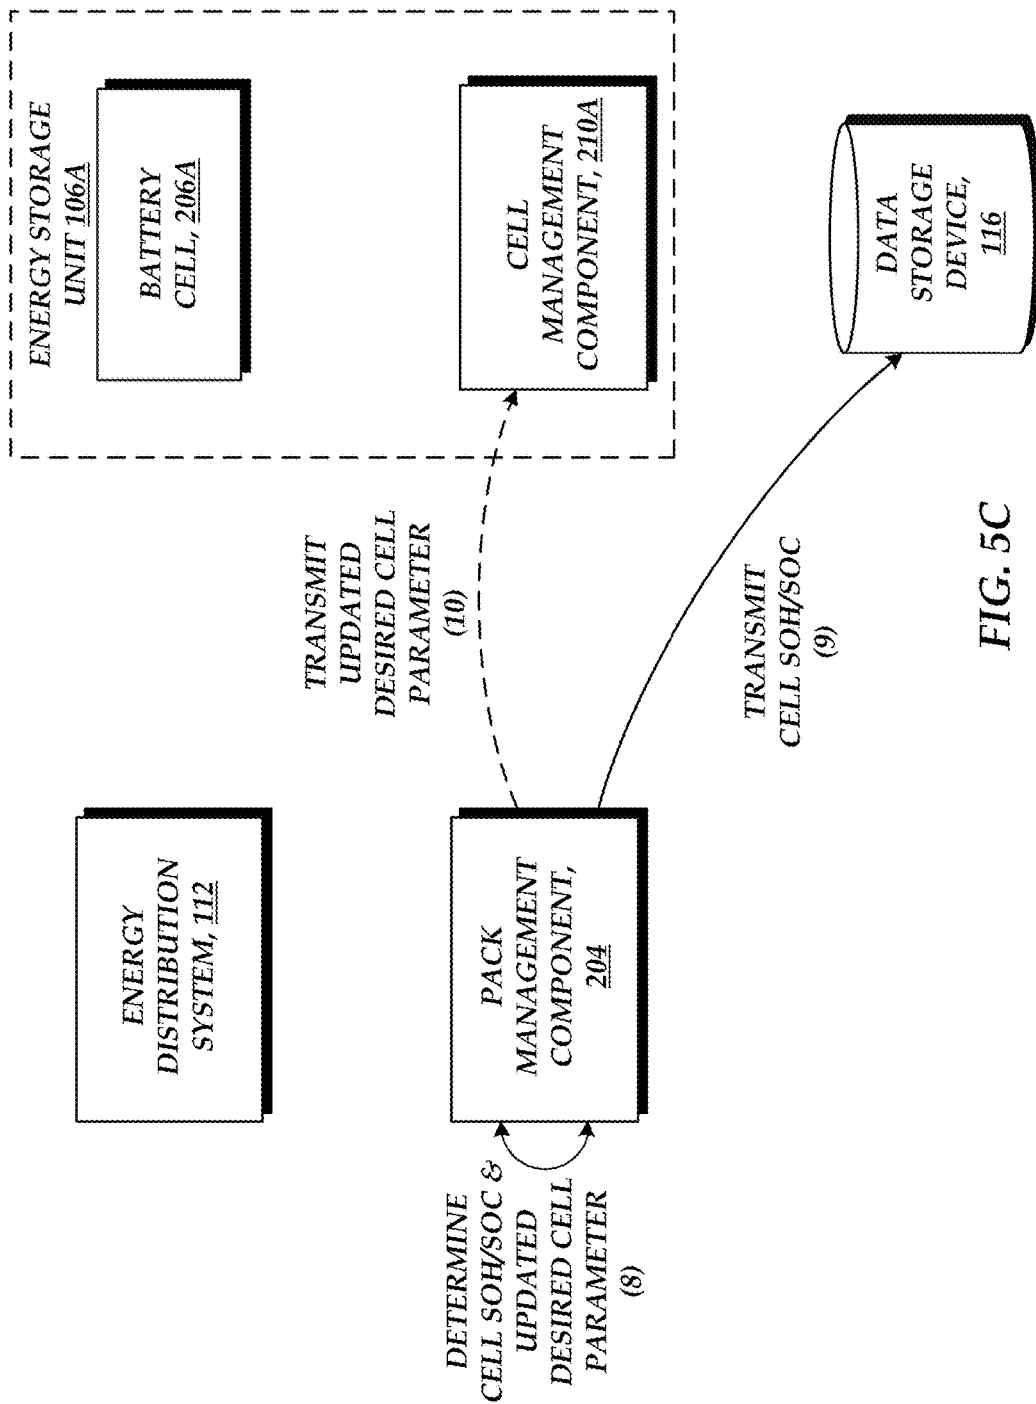 ENERGY
DISTRIBUTION
SYSTEM, 112
ENERGY STORAGE
UNIT 106A
BATTERY
CELL, 206A
DETERMINE
CELL SOH/SOC &
UPDATED
DESIRED CELL
PARAMETER
(8)
PACK
MANAGEMENT
COMPONENT,
204
TRANSMIT
UPDATED
DESIRED CELL
PARAMETER
(10)
CELL
MANAGEMENT
COMPONENT, 210A
TRANSMIT
CELL SOH/SOC
(9)
DATA
STORAGE
DEVICE,
116
FIG. 5C